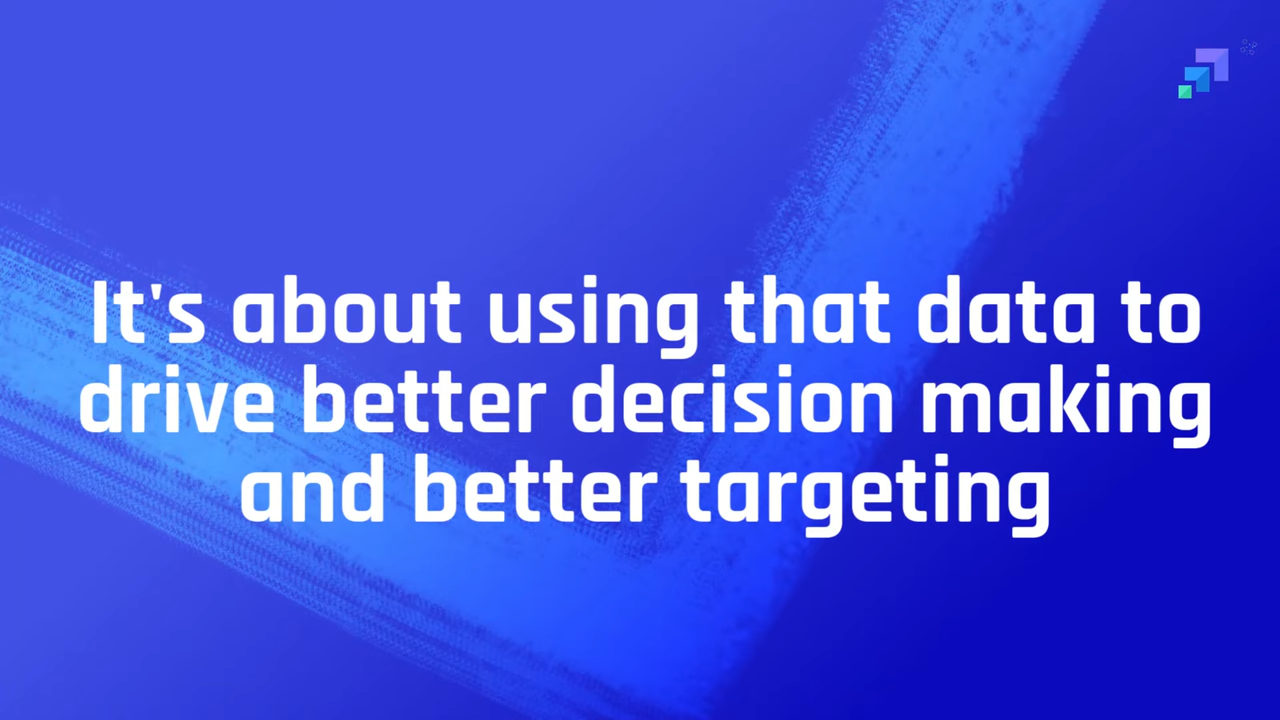 It's about using that data to
drive better decision making
and better targeting